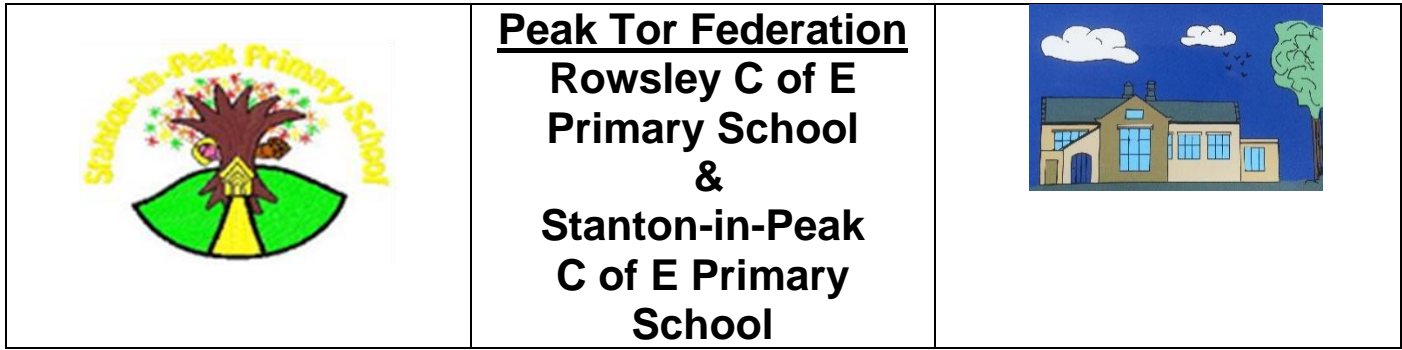 Stanton-in-Peak Primary School
Peak Tor Federation
Rowsley C of E
Primary School
&
Stanton-in-Peak
C of E Primary
School